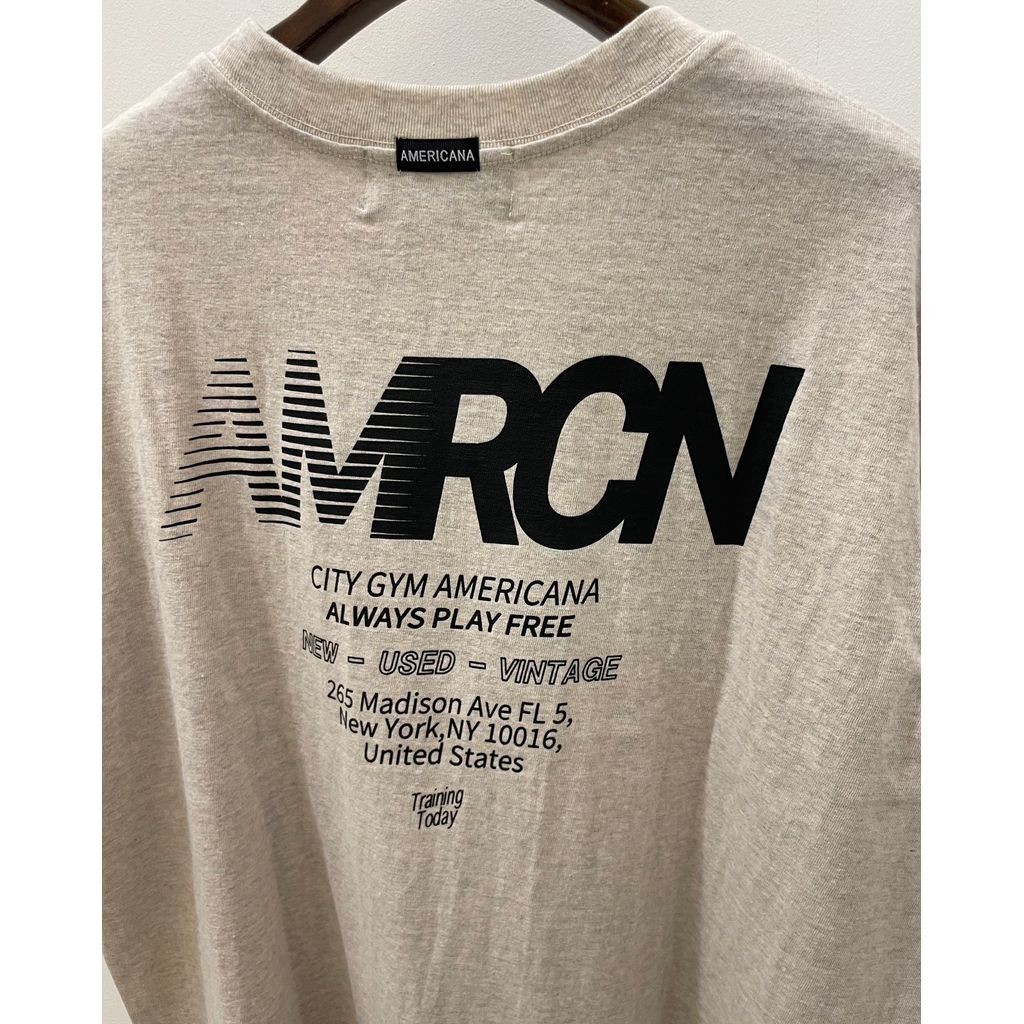 AMERICANA
AMRCN
CITY GYM AMERICANA
ALWAYS PLAY FREE
NEW - USED - VINTAGE
265 Madison Ave FL 5,
New York,NY 10016,
United States
Training
Today